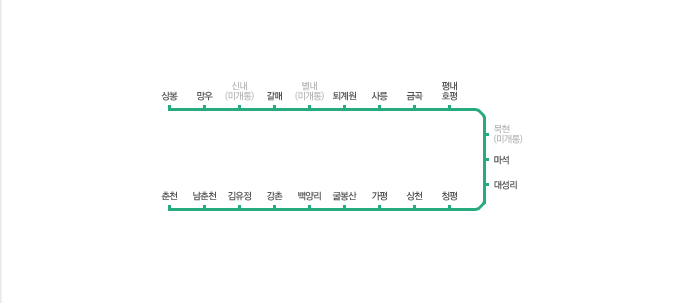 상봉
망우
신내
(미개통)
갈매
별내
(미개통)
퇴계원
사릉
금곡
평내
호평
묵현
(미개통)
마석
대성리
춘천
남춘천
김유정
강촌
백양리
굴봉산
가평
상천
청평